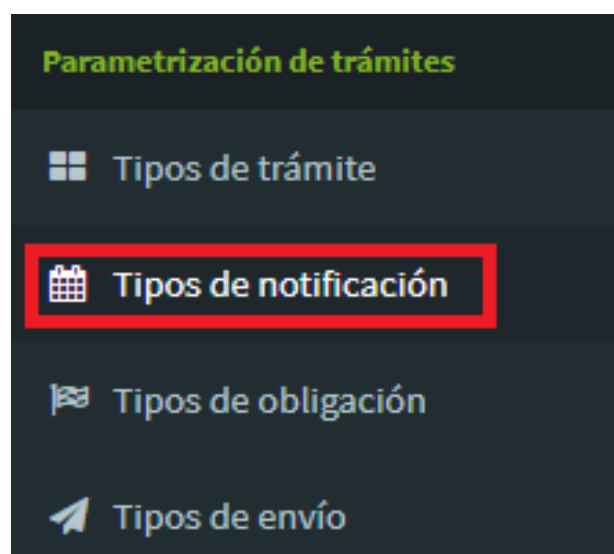 Parametrización de trámites
Tipos de trámite
Tipos de notificación
Tipos de obligación
Tipos de envío